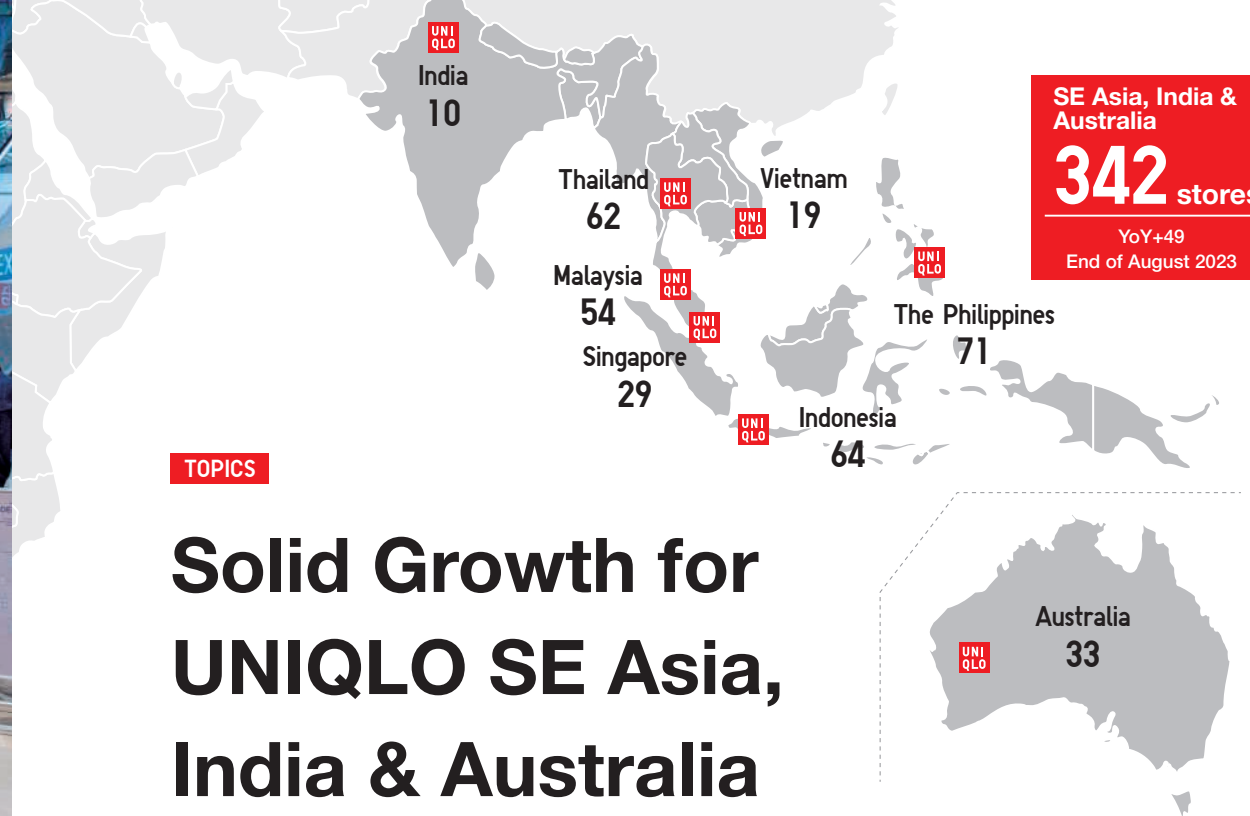 UNI
QLO
India
10
SE Asia, India &
Australia
342 stores
YoY+49
End of August 2023
Thailand
62
UNI
QLO
Vietnam
19
UNI
QLO
Malaysia
54
UNI
QLO
UNI
QLO
The Philippines
71
Singapore
29
UNI
QLO
Indonesia
64
UNI
QLO
TOPICS
Solid Growth for
UNIQLO SE Asia,
India & Australia
Australia
33
UNI
QLO